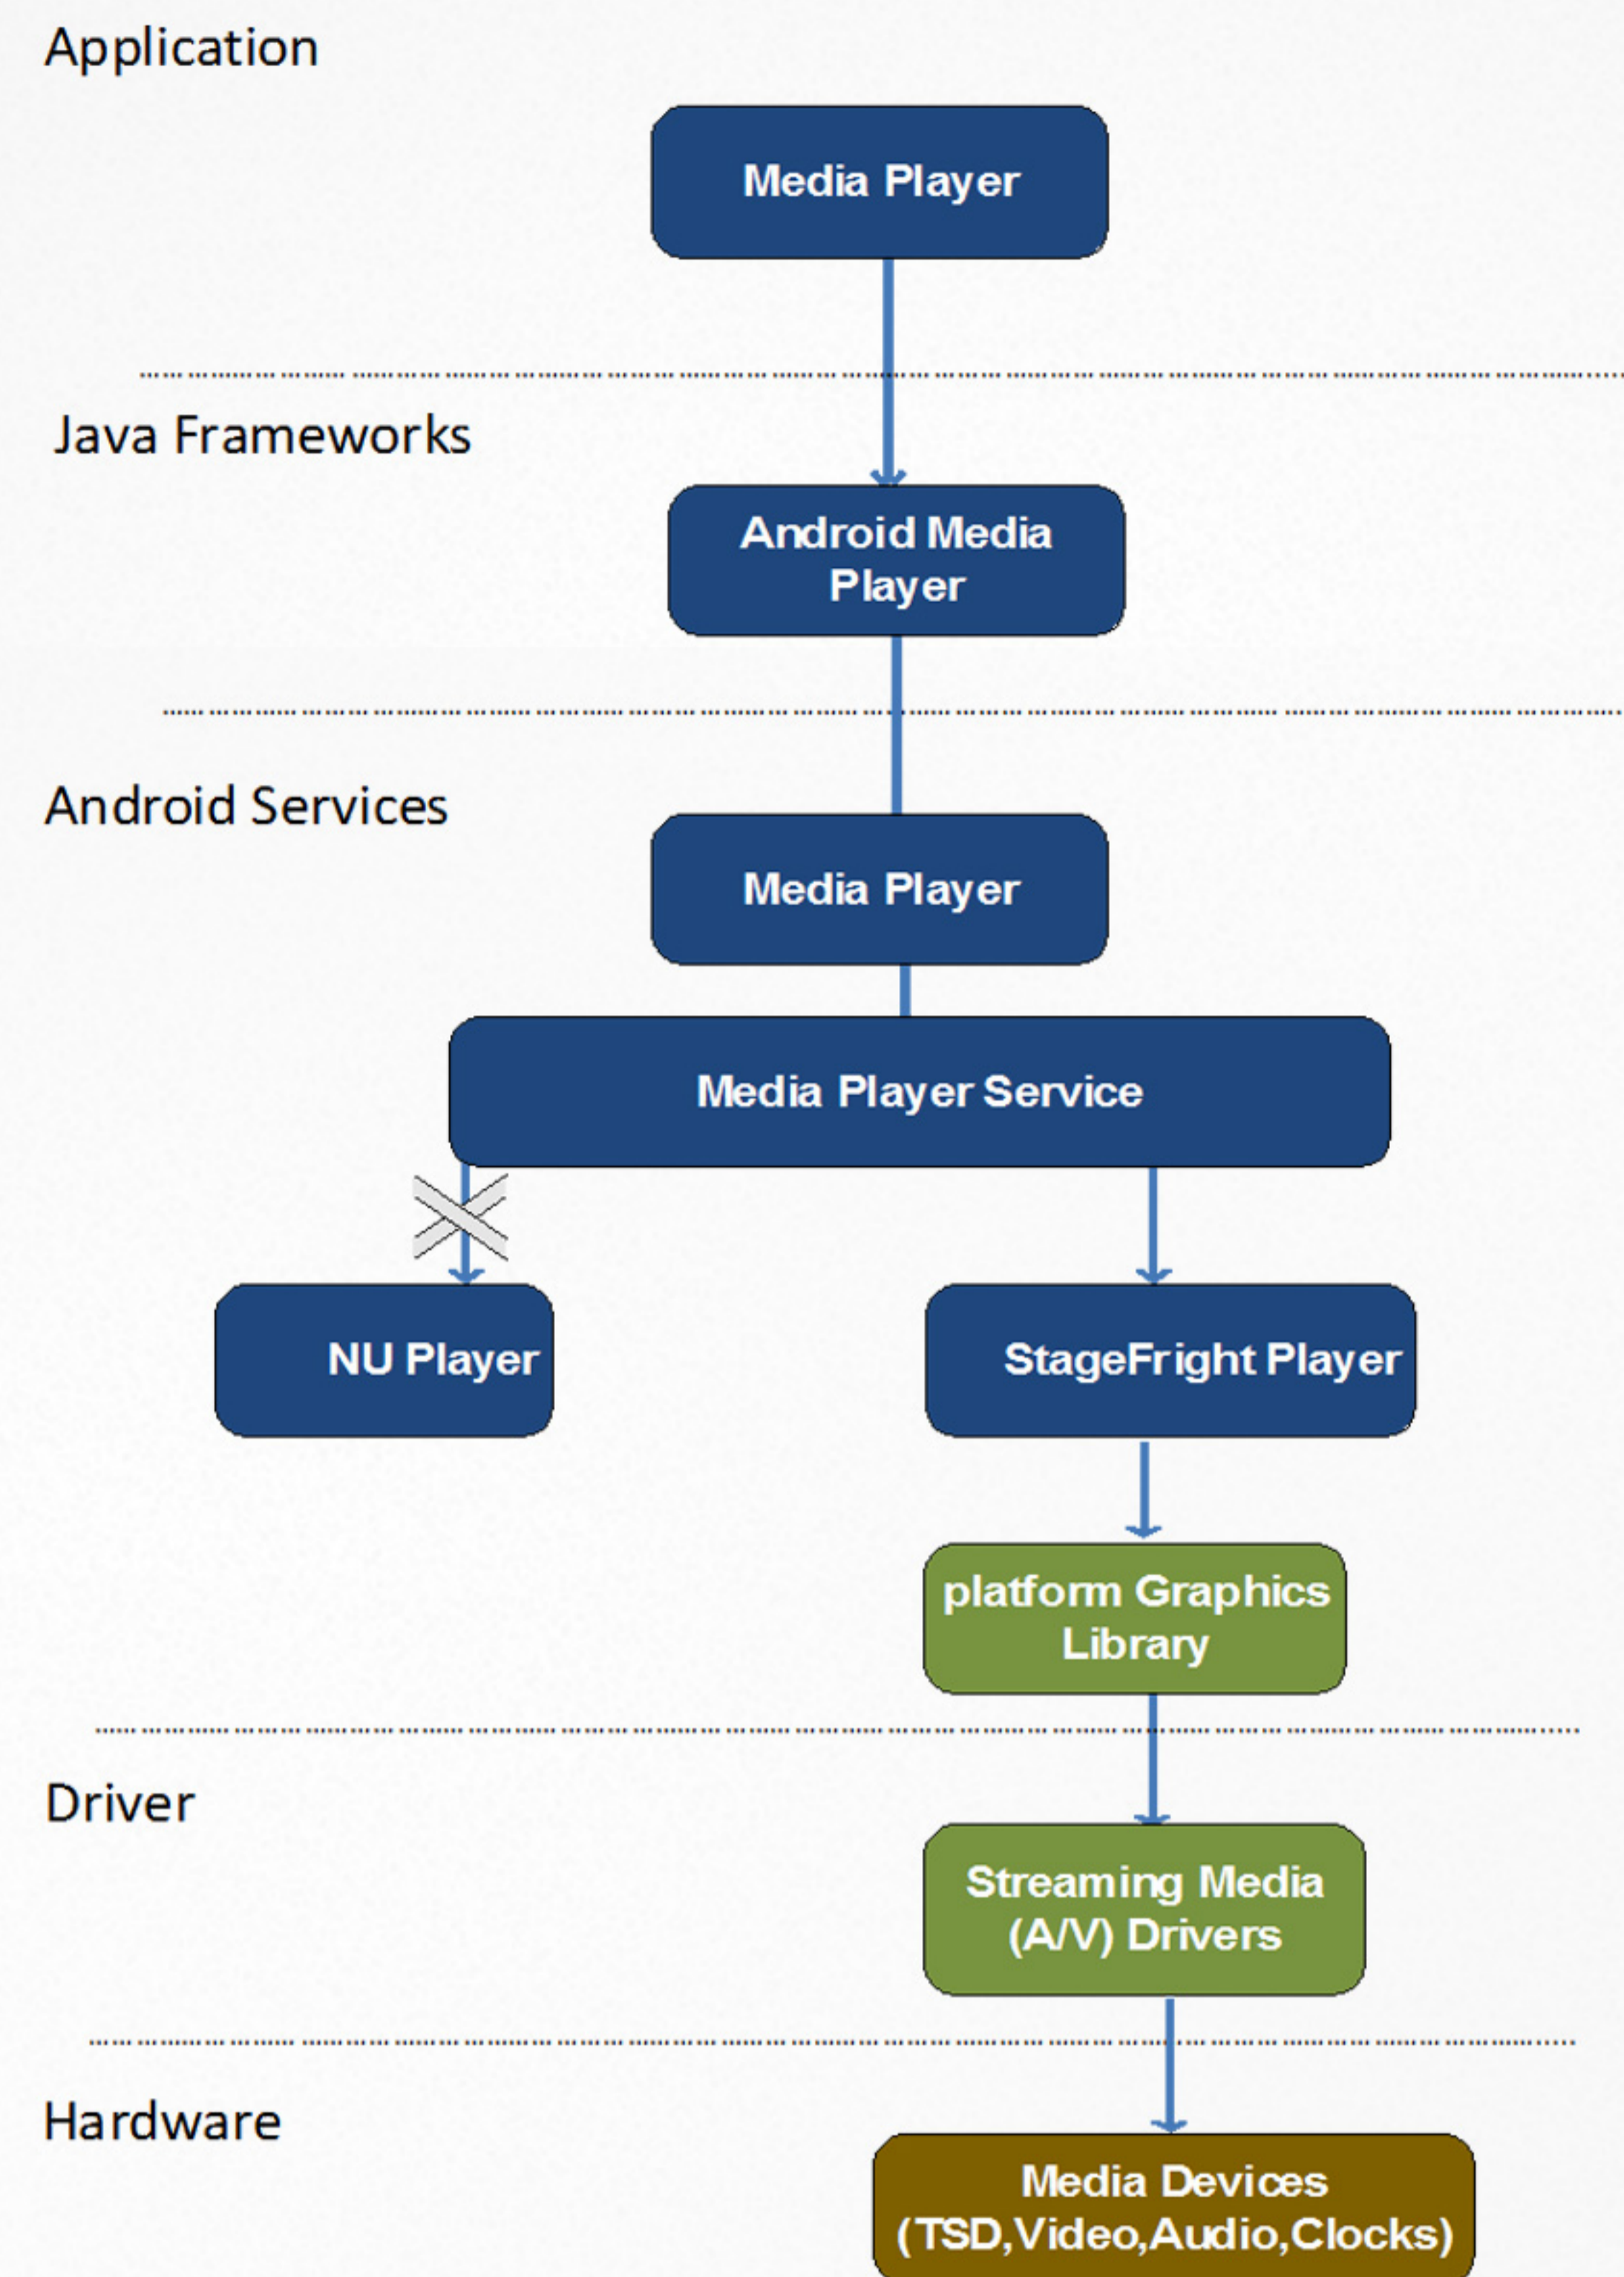 Application
Media Player
Java Frameworks
Android Media
Player
Android Services
Media Player
Media Player Service
NU Player
StageFright Player
platform Graphics
Library
Driver
Streaming Media
(A/V) Drivers
Hardware
Media Devices
(TSD,Video,Audio,Clocks)